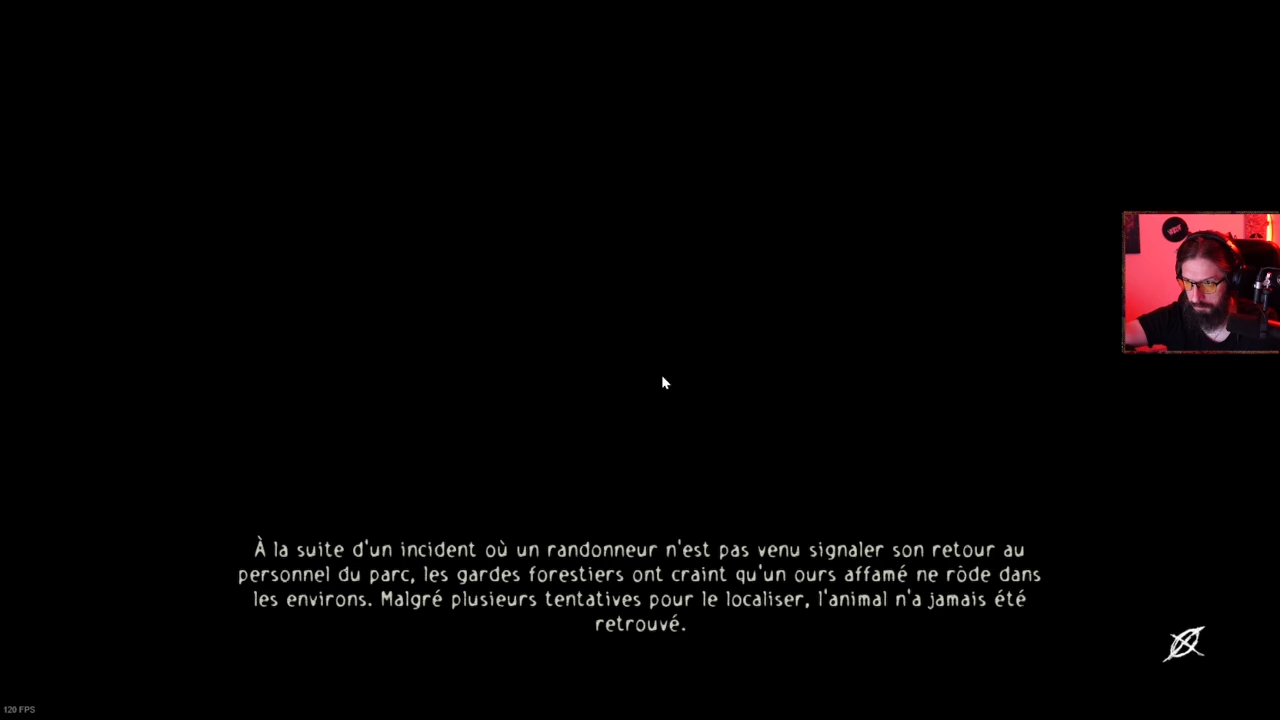 À la suite d'un incident où un randonneur n'est pas venu signaler son retour au
personnel du parc, les gardes forestiers ont craint qu'un ours affamé ne rôde dans
les environs. Malgré plusieurs tentatives pour le localiser, l'animal n'a jamais été
retrouvé.
120 FPS